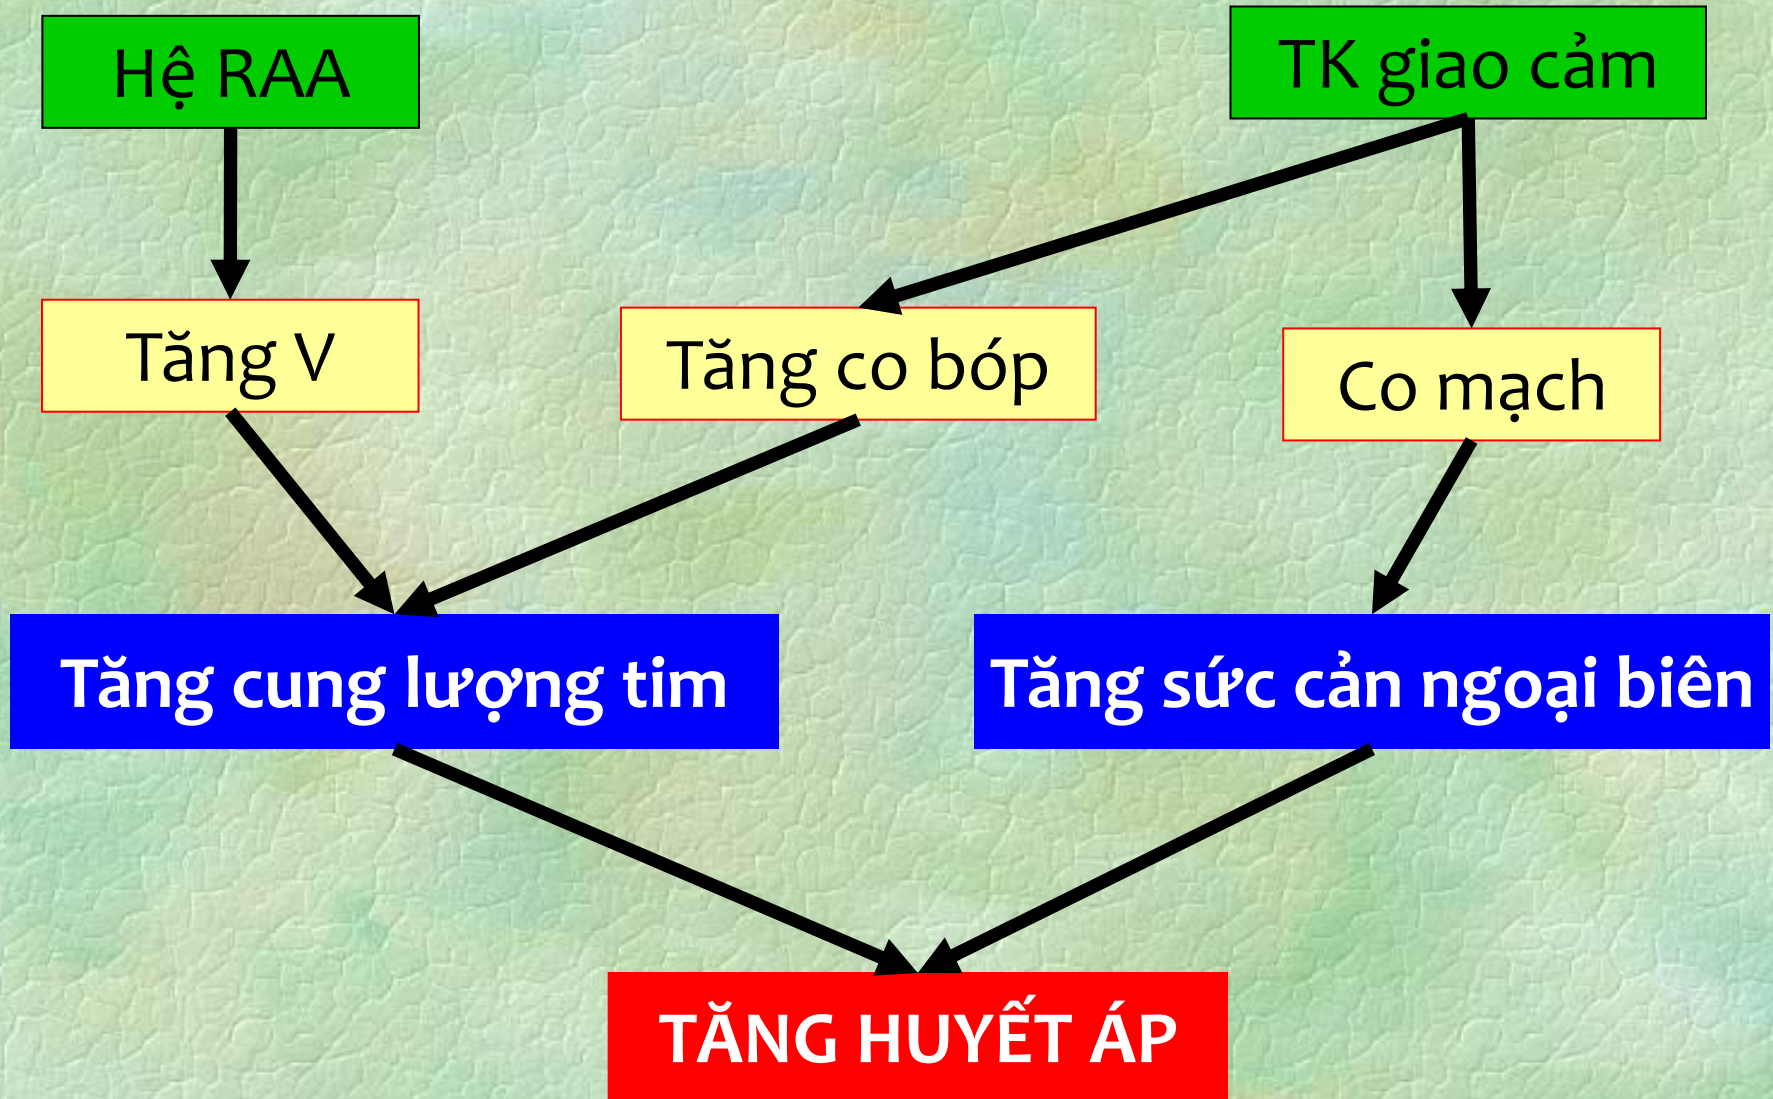 Hệ RAA
TK giao cảm
Tăng V
Tăng co bóp
Co mạch
Tăng cung lượng tim
Tăng sức cản ngoại biên
TĂNG HUYẾT ÁP